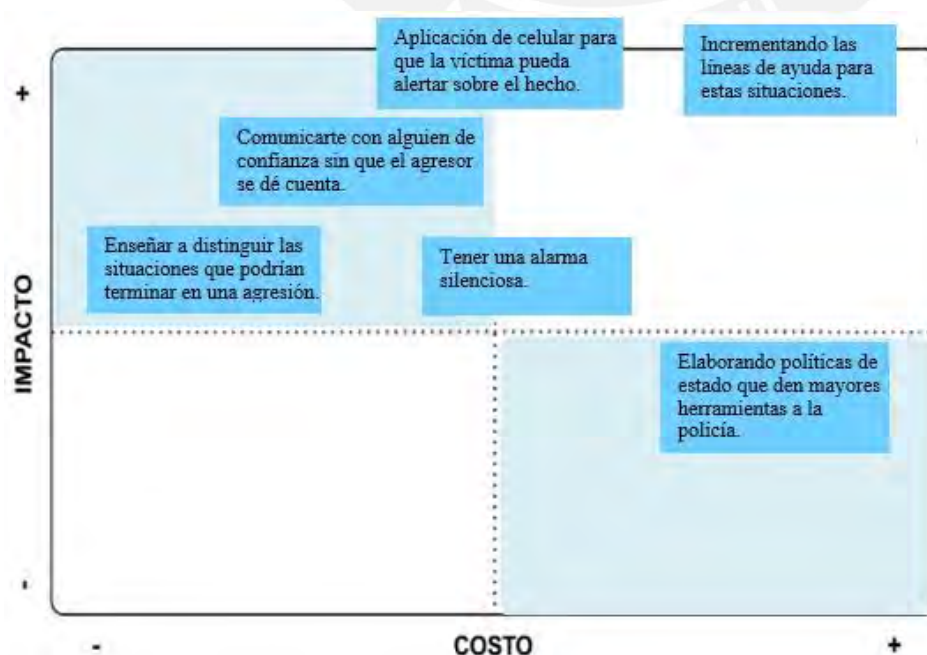 Aplicación de celular para
que la víctima pueda
alertar sobre el hecho.
Incrementando las
líneas de ayuda para
estas situaciones.
+
Comunicarte con alguien de
confianza sin que el agresor
se dé cuenta.
Enseñar a distinguir las
situaciones que podrían
terminar en una agresión.
Tener una alarma
silenciosa.
IMPACTO
Elaborando políticas de
estado que den mayores
herramientas a la
policía.
-
-
COSTO
+